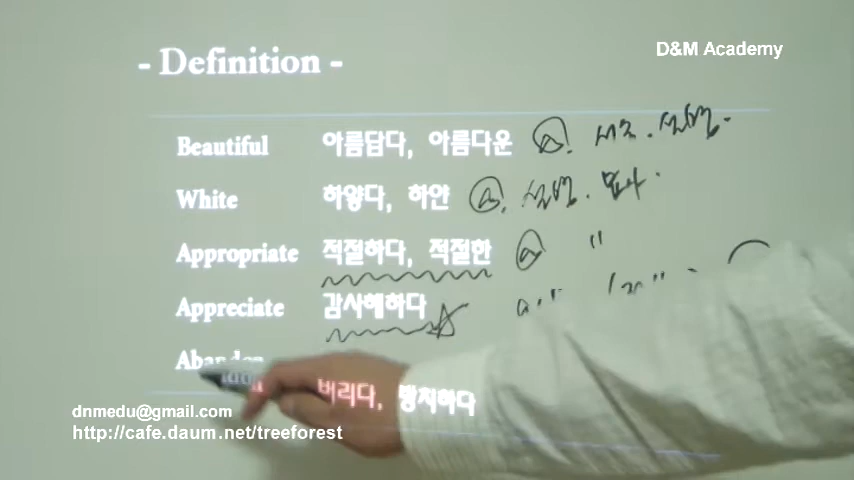 D&M Academy
- Definition -
Beautiful 아름답다, 아름다운
White 하얗다, 하얀
Appropriate 적절하다, 적절한
Appreciate 감사해하다
버리다, 방치하다
dnmedu@gmail.com
http://cafe.daum.net/treeforest